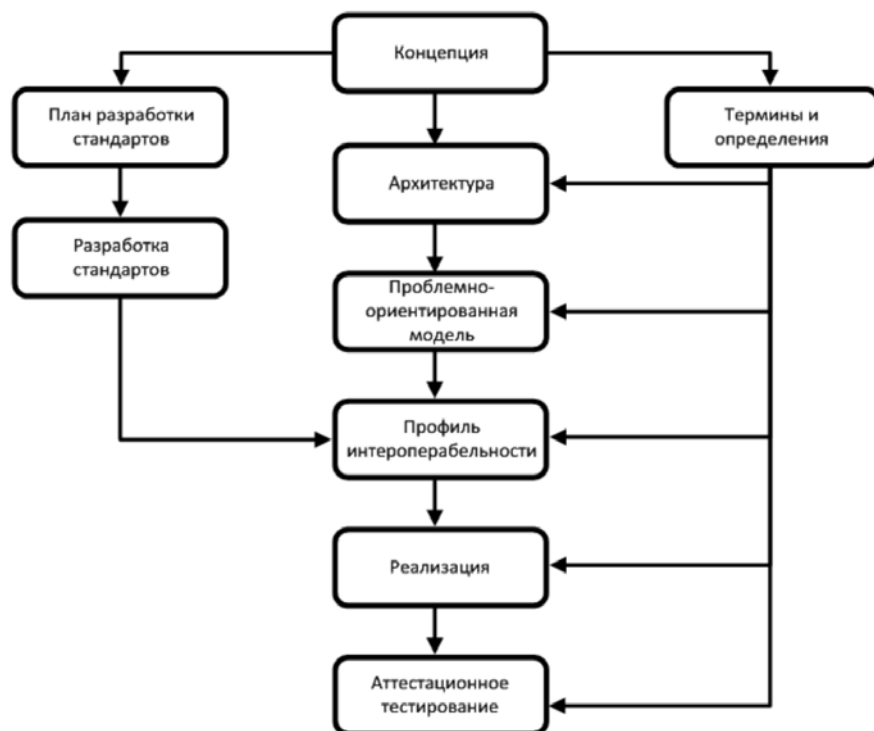 Концепция
План разработки
стандартов
Термины и
определения
Архитектура
Разработка
стандартов
Проблемно-
ориентированная
модель
Профиль
интероперабельности
Реализация
Аттестационное
тестирование